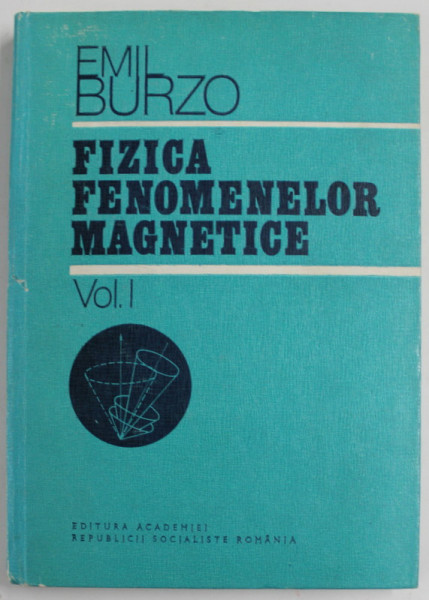 EMIL
BURZO
FIZICA
FENOMENELOR
MAGNETICE
Vol. I
EDITURA ACADEMIEI
REPUBLICII SOCIALISTE ROMÂNIA